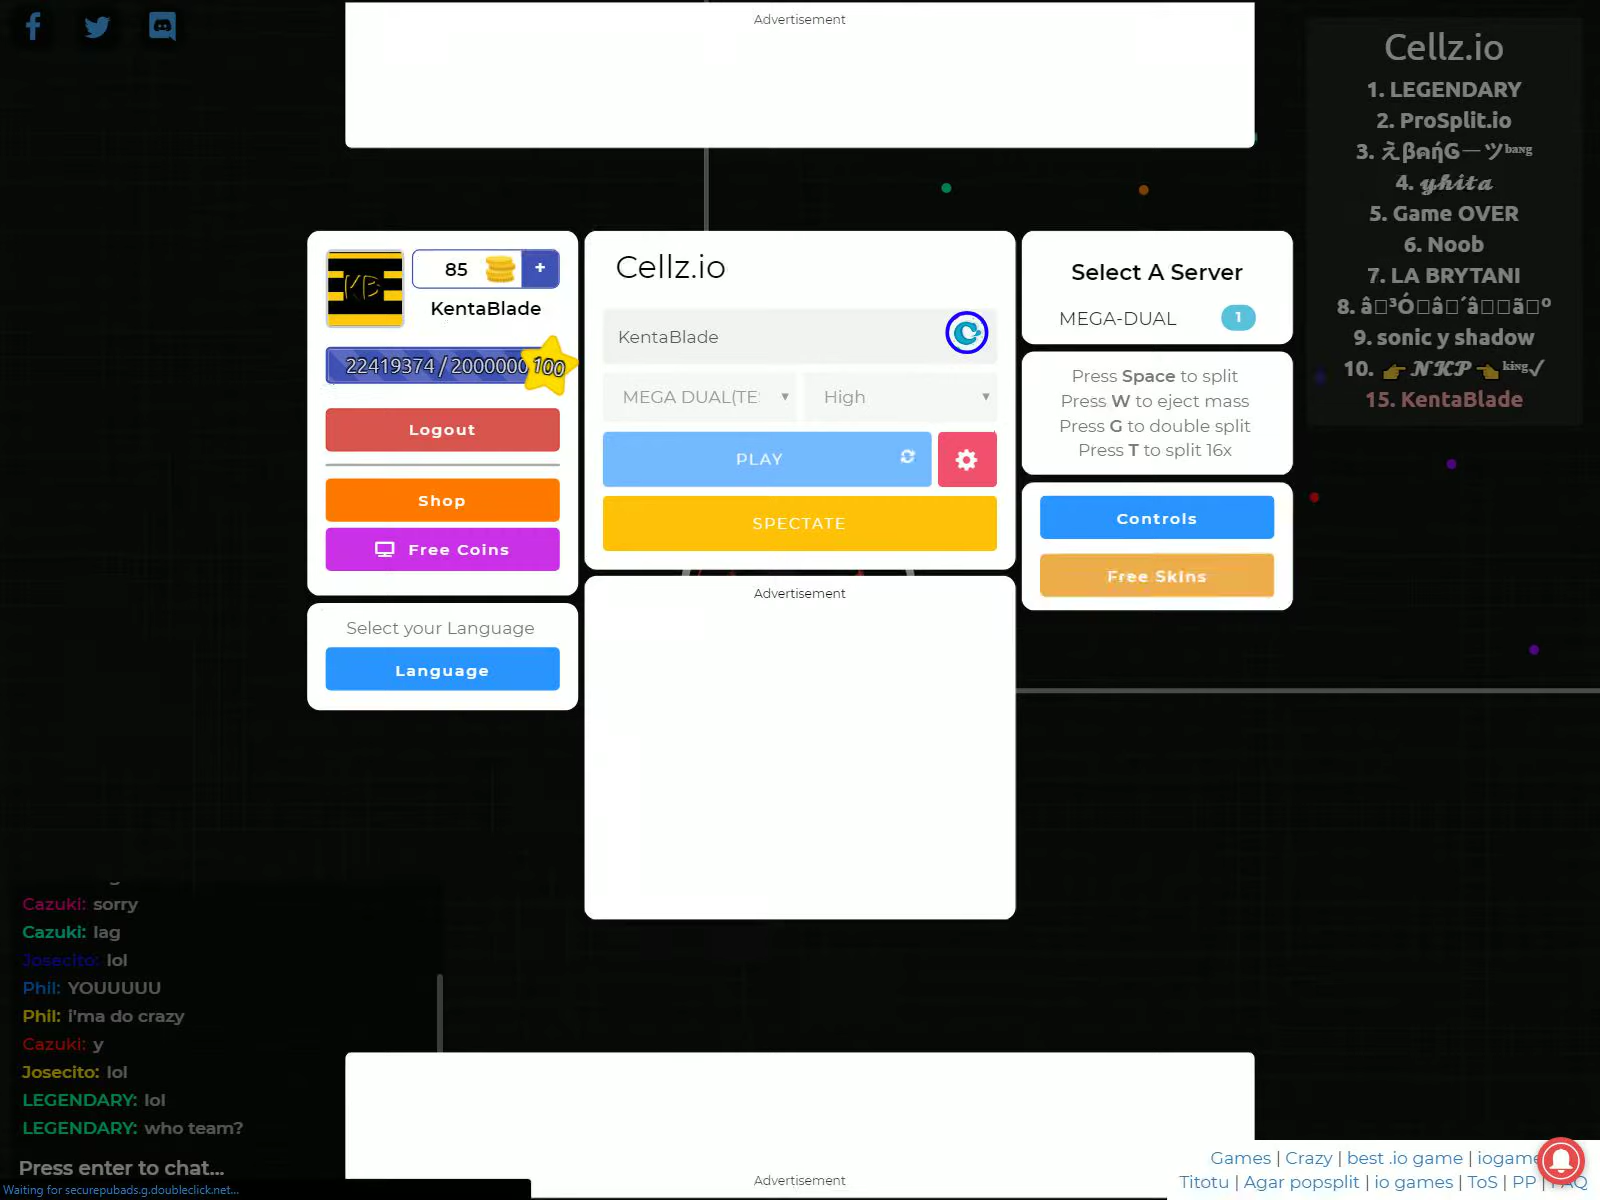 Advertisement
Cellz.io
1. LEGENDARY
2. ProSplit.io
4. yhita
5. Game OVER
6. Noob
7. LA BRYTANI
9. sonic y shadow
10. 👉 𝓝𝓚𝓟 👈 ᵏⁱⁿᵍ✓
15. KentaBlade
KB
85
+
KentaBlade
22419374 / 2000000
100
Logout
Shop
Free Coins
Select your Language
Language
Cellz.io
KentaBlade
MEGA DUAL(TE
High
PLAY
SPECTATE
Advertisement
Select A Server
MEGA-DUAL 1
Press Space to split
Press W to eject mass
Press G to double split
Press T to split 16x
Controls
Free Skins
Cazuki: sorry
Cazuki: lag
Josecito: lol
Phil: YOUUUUU
Phil: i'ma do crazy
Cazuki: y
Josecito: lol
LEGENDARY: lol
LEGENDARY: who team?
Press enter to chat...
Waiting for securepubads.g.doubleclick.net...
Advertisement
Games | Crazy | best .io game | iogame
Titotu | Agar popsplit | io games | ToS | PP | FAQ